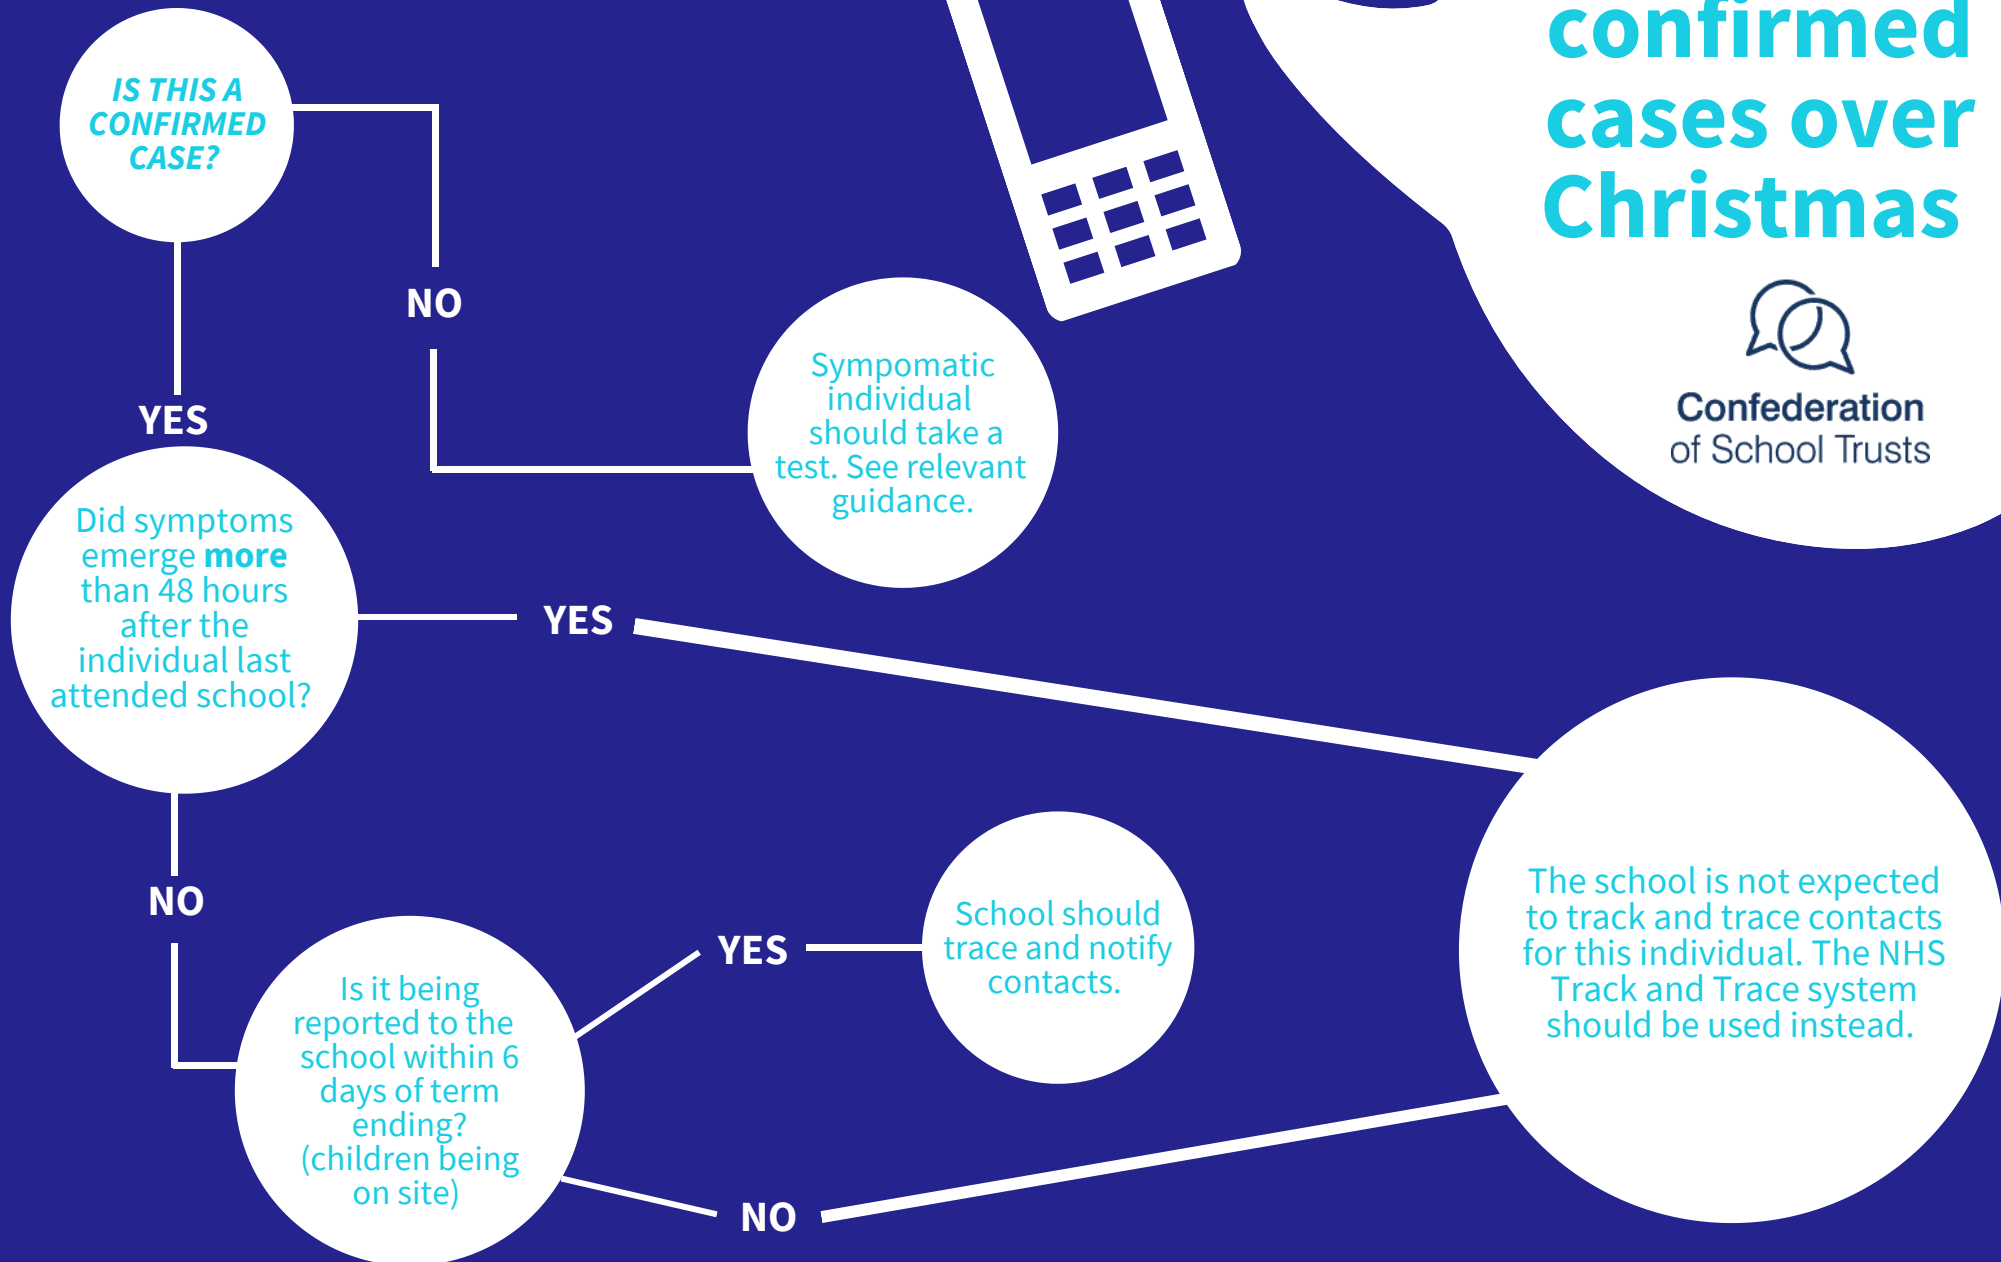 confirmed
cases over
Christmas
Confederation
of School Trusts
IS THIS A
CONFIRMED
CASE?
NO
Sympomatic
individual
should take a
test. See relevant
guidance.
YES
Did symptoms
emerge more
than 48 hours
after the
individual last
attended school?
YES
The school is not expected
to track and trace contacts
for this individual. The NHS
Track and Trace system
should be used instead.
NO
Is it being
reported to the
school within 6
days of term
ending?
(children being
on site)
YES
School should
trace and notify
contacts.
NO